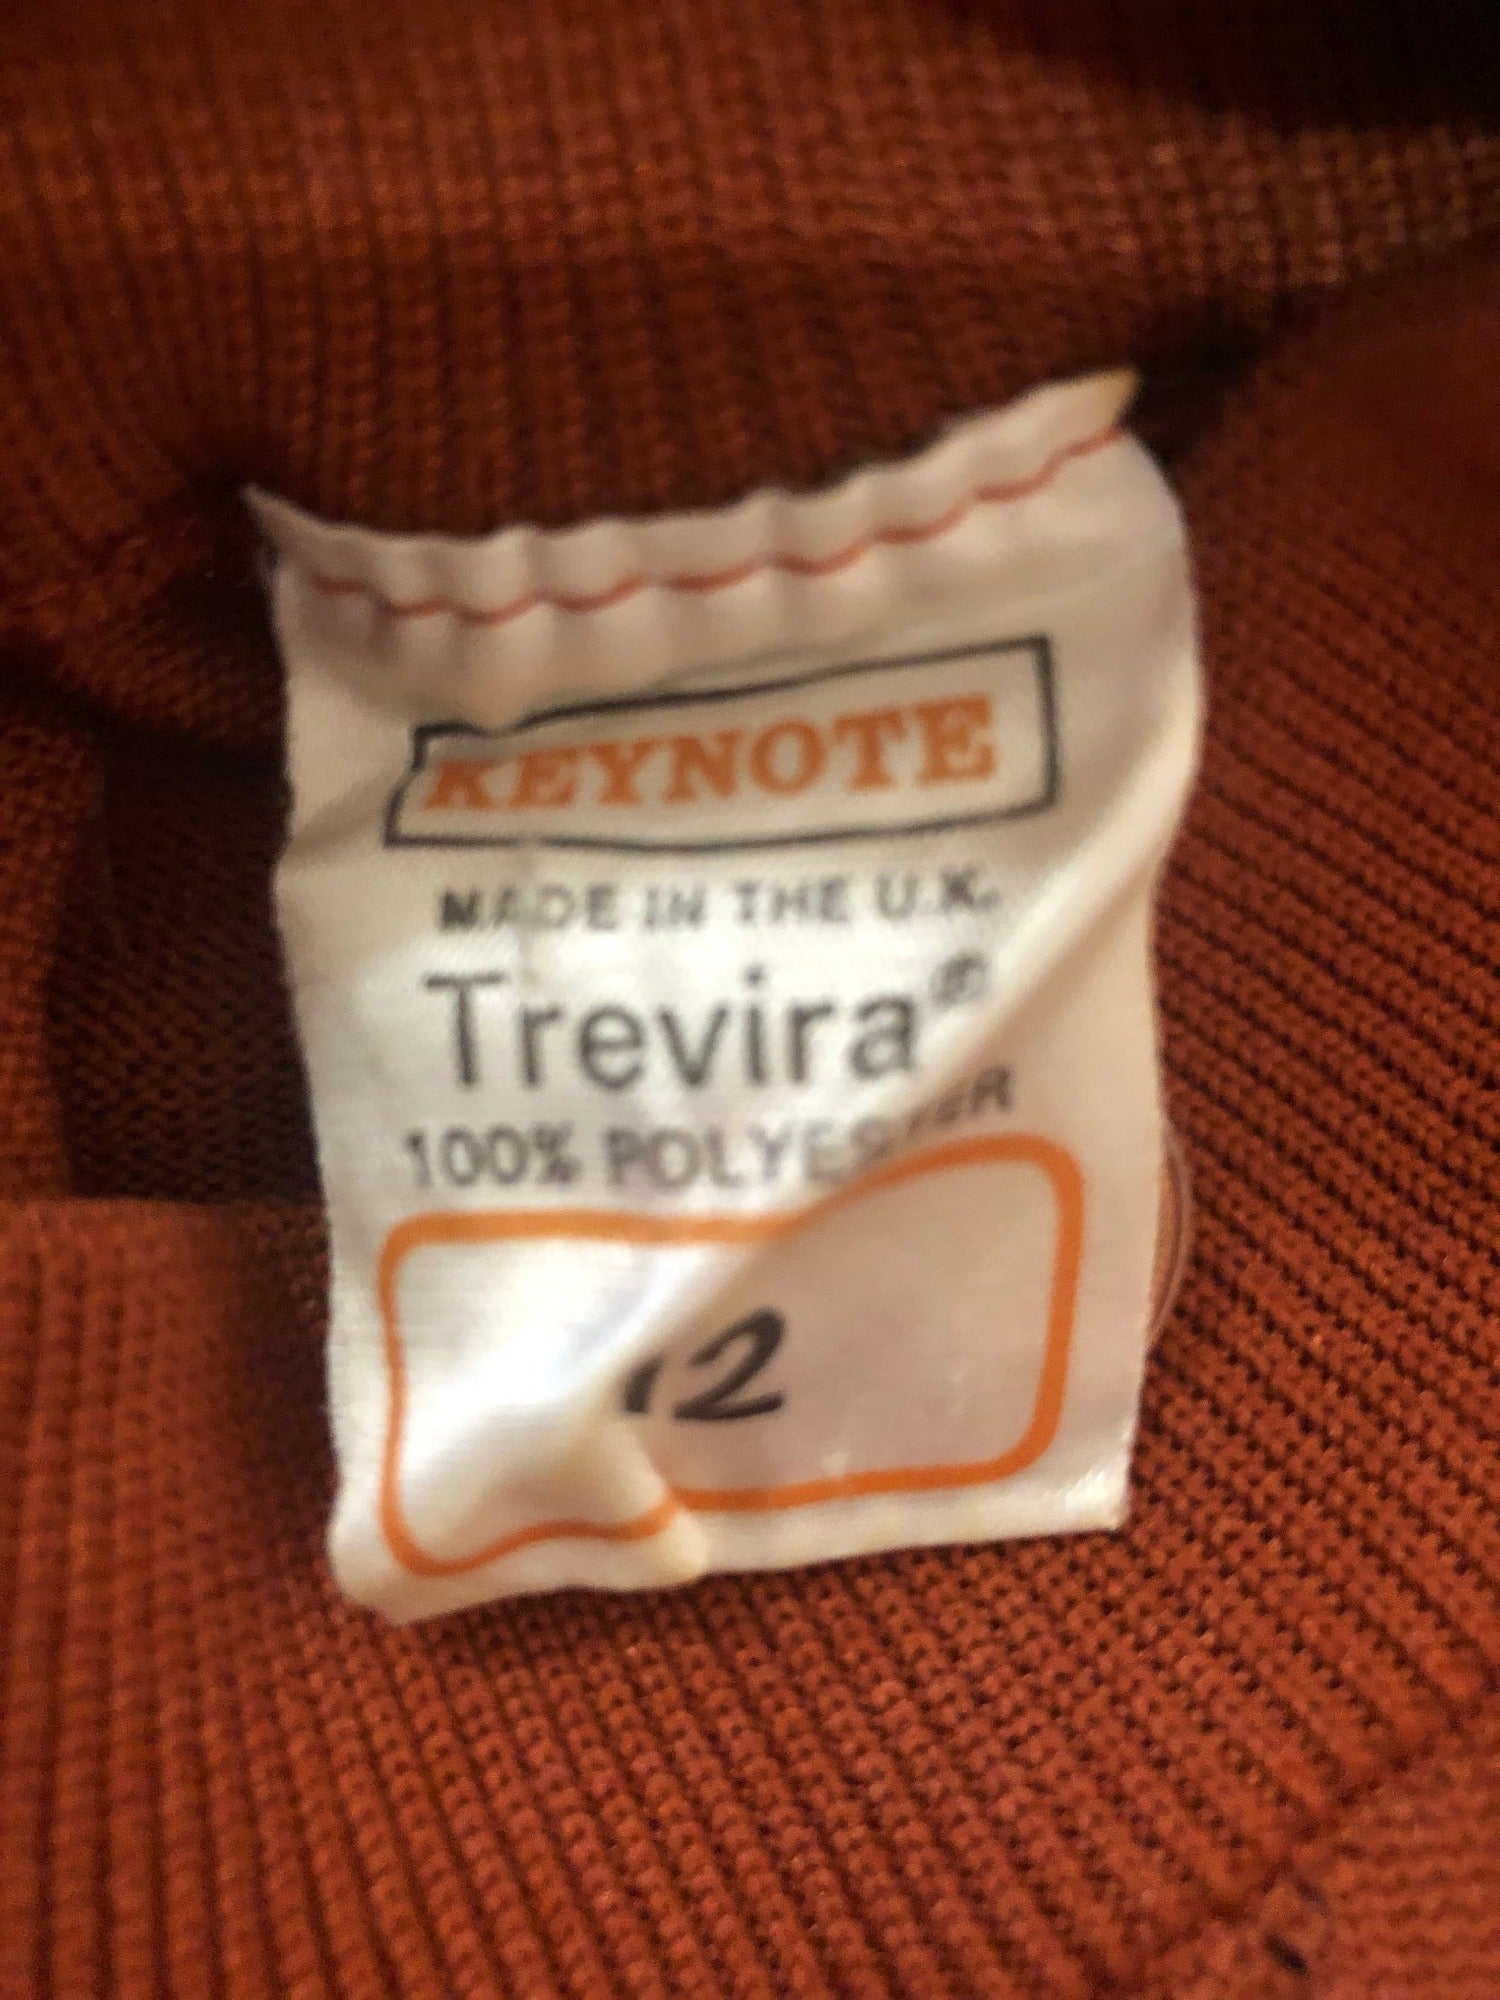 KEYNOTE
MADE IN THE U.K.
Trevira®
100% POLYESTER
12